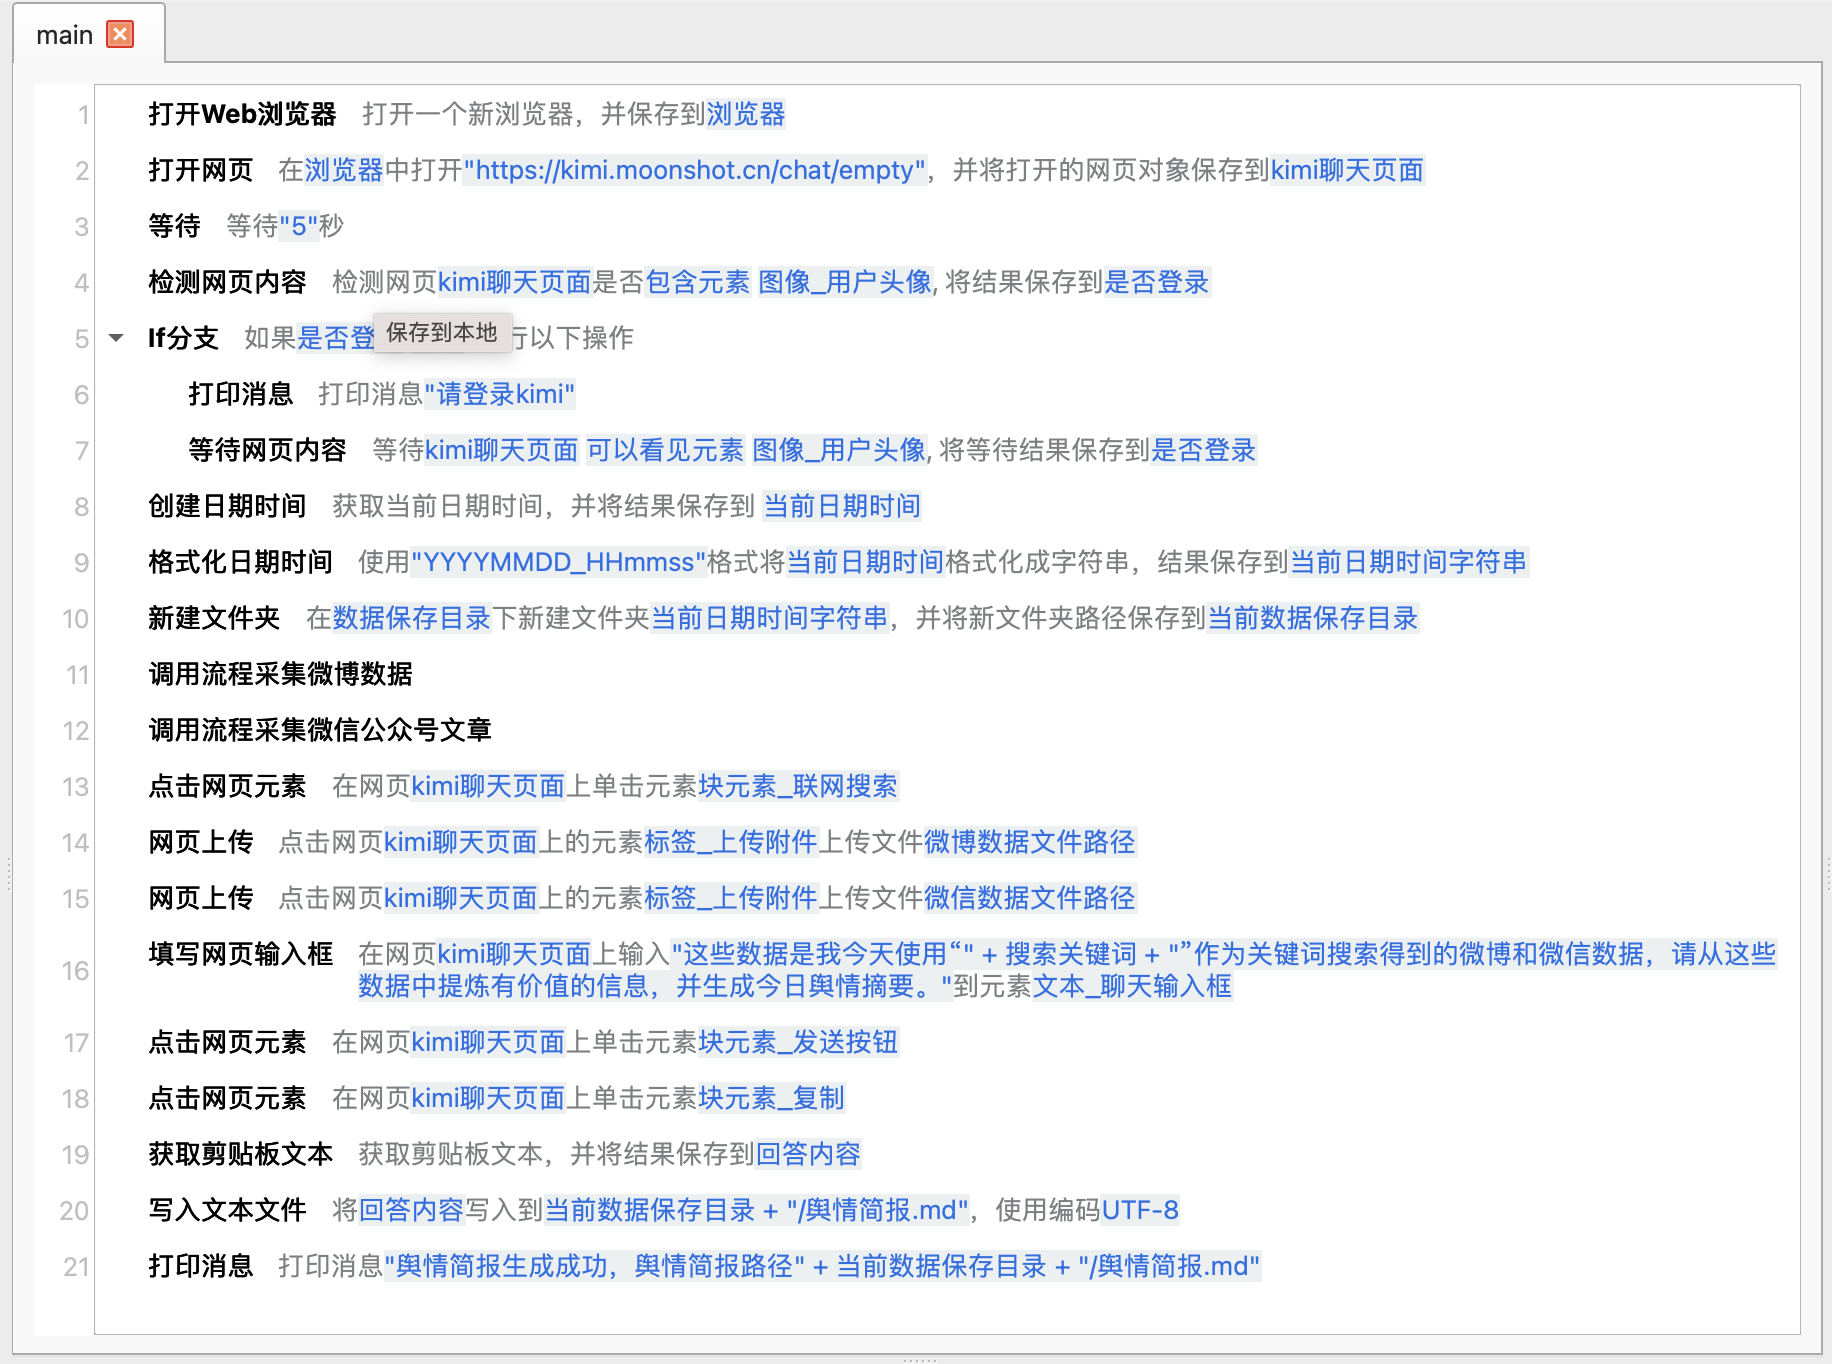 main
1 打开Web浏览器 打开一个新浏览器，并保存到浏览器
2 打开网页 在浏览器中打开"https://kimi.moonshot.cn/chat/empty"，并将打开的网页对象保存到kimi聊天页面
3 等待 等待"5"秒
4 检测网页内容 检测网页kimi聊天页面是否包含元素 图像_用户头像, 将结果保存到是否登录
5 If分支 如果是否登 保存到本地 行以下操作
6 打印消息 打印消息"请登录kimi"
7 等待网页内容 等待kimi聊天页面 可以看见元素 图像_用户头像, 将等待结果保存到是否登录
8 创建日期时间 获取当前日期时间，并将结果保存到 当前日期时间
9 格式化日期时间 使用"YYYYMMDD_HHmmss"格式将当前日期时间格式化成字符串，结果保存到当前日期时间字符串
10 新建文件夹 在数据保存目录下新建文件夹当前日期时间字符串，并将新文件夹路径保存到当前数据保存目录
11 调用流程采集微博数据
12 调用流程采集微信公众号文章
13 点击网页元素 在网页kimi聊天页面上单击元素块元素_联网搜索
14 网页上传 点击网页kimi聊天页面上的元素标签_上传附件上传文件微博数据文件路径
15 网页上传 点击网页kimi聊天页面上的元素标签_上传附件上传文件微信数据文件路径
16 填写网页输入框 在网页kimi聊天页面上输入"这些数据是我今天使用“" + 搜索关键词 + "”作为关键词搜索得到的微博和微信数据，请从这些
数据中提炼有价值的信息，并生成今日舆情摘要。"到元素文本_聊天输入框
17 点击网页元素 在网页kimi聊天页面上单击元素块元素_发送按钮
18 点击网页元素 在网页kimi聊天页面上单击元素块元素_复制
19 获取剪贴板文本 获取剪贴板文本，并将结果保存到回答内容
20 写入文本文件 将回答内容写入到当前数据保存目录 + "/舆情简报.md"，使用编码UTF-8
21 打印消息 打印消息"舆情简报生成成功，舆情简报路径" + 当前数据保存目录 + "/舆情简报.md"